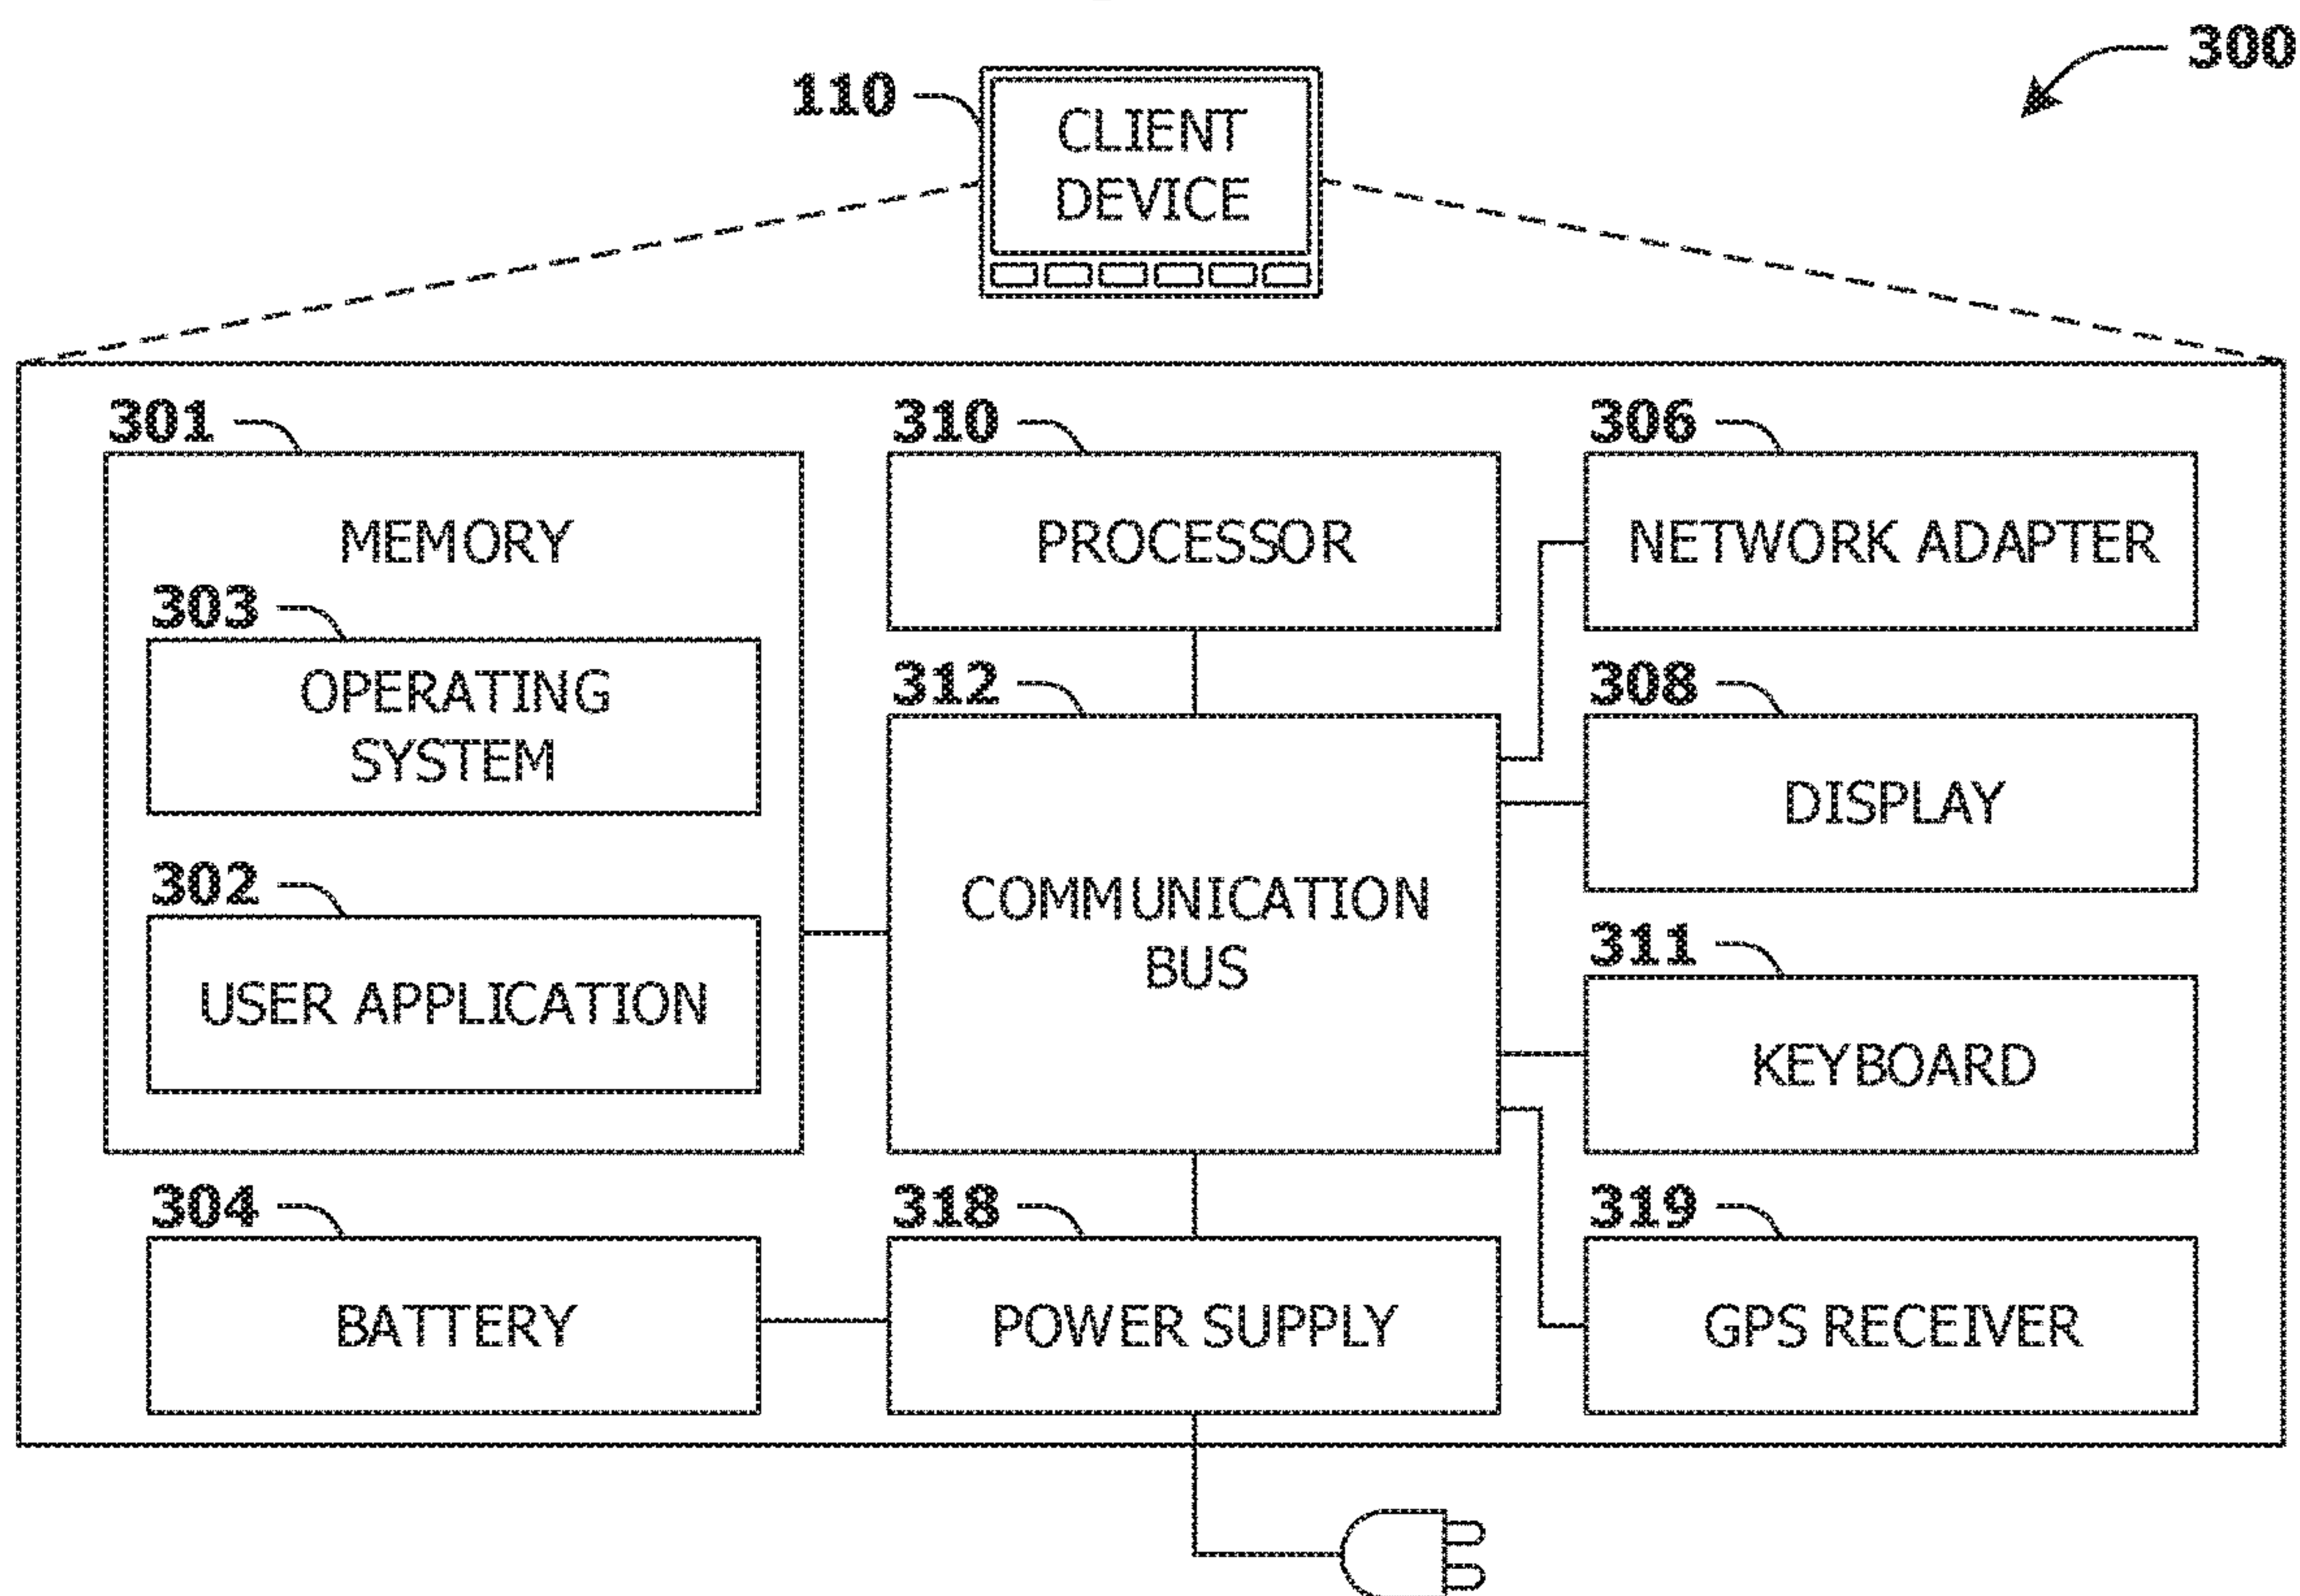 300
110
CLIENT
DEVICE
301
310
306
MEMORY
PROCESSOR
NETWORK ADAPTER
303
OPERATING
SYSTEM
312
308
COMMUNICATION
BUS
DISPLAY
302
USER APPLICATION
311
KEYBOARD
304
318
319
BATTERY
POWER SUPPLY
GPS RECEIVER